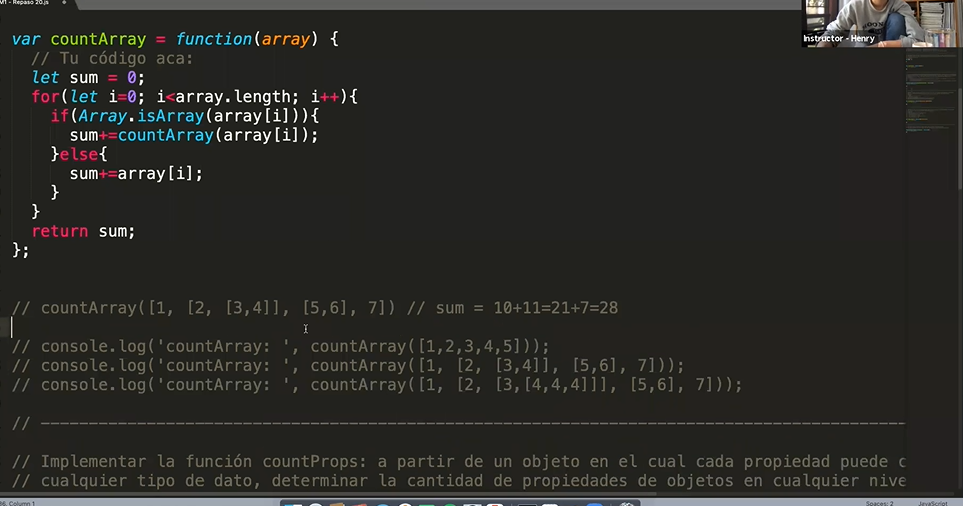 M1 - Repaso 20.js
Instructor - Henry
var countArray = function(array) {
// Tu código aca:
let sum = 0;
for(let i=0; i<array.length; i++){
if(Array.isArray(array[i])){
sum+=countArray(array[i]);
}else{
sum+=array[i];
}
}
return sum;
};
// countArray([1, [2, [3,4]], [5,6], 7]) // sum = 10+11=21+7=28
// console.log('countArray: ', countArray([1,2,3,4,5]));
// console.log('countArray: ', countArray([1, [2, [3,4]], [5,6], 7]));
// console.log('countArray: ', countArray([1, [2, [3,[4,4,4]]], [5,6], 7]));
// ————————————————————————————————————————————————
// Implementar la función countProps: a partir de un objeto en el cual cada propiedad puede
// cualquier tipo de dato, determinar la cantidad de propiedades de objetos en cualquier nive
Column 1
Spaces: 2
JavaScript